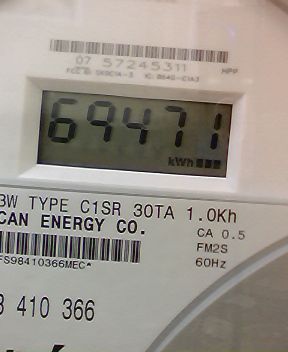 07 57245311
HPP
69471
kWh
3W TYPE C1SR 30TA 1.0Kh
CAN ENERGY CO.
CA 0.5
FM2S
FS98410366MEC*
60Hz
3 410 366